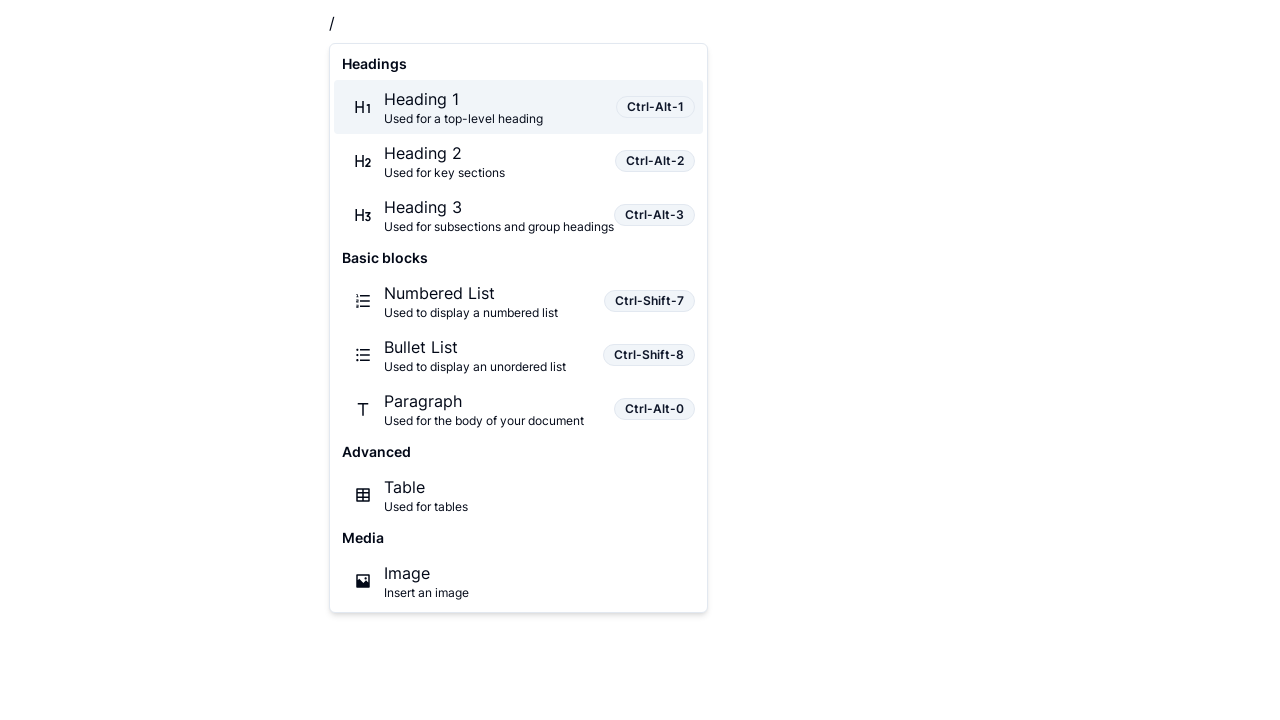 /
Headings
H1 Heading 1 Ctrl-Alt-1
Used for a top-level heading
H2 Heading 2 Ctrl-Alt-2
Used for key sections
H3 Heading 3 Ctrl-Alt-3
Used for subsections and group headings
Basic blocks
Numbered List Ctrl-Shift-7
Used to display a numbered list
Bullet List Ctrl-Shift-8
Used to display an unordered list
T Paragraph Ctrl-Alt-0
Used for the body of your document
Advanced
Table
Used for tables
Media
Image
Insert an image